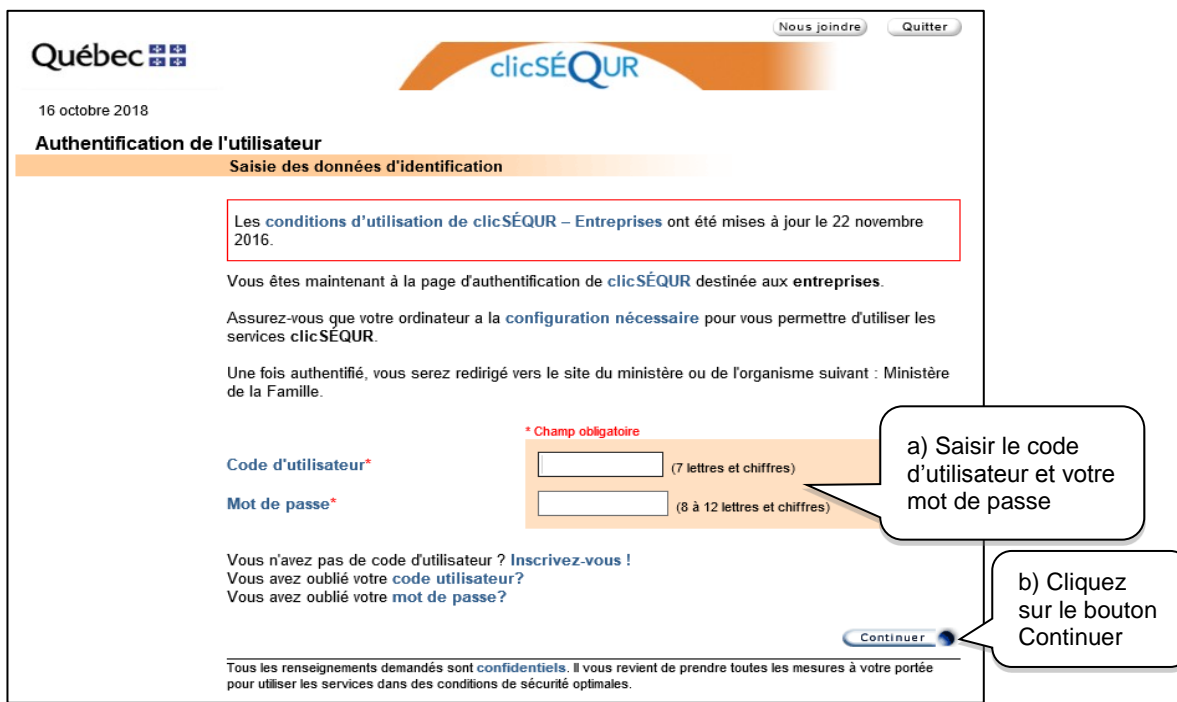 Nous joindre
Quitter
Québec
clicSÉQUR
16 octobre 2018
Authentification de l'utilisateur
Saisie des données d'identification
Les conditions d'utilisation de clicSÉQUR – Entreprises ont été mises à jour le 22 novembre
2016.
Vous êtes maintenant à la page d'authentification de clicSÉQUR destinée aux entreprises.
Assurez-vous que votre ordinateur a la configuration nécessaire pour vous permettre d'utiliser les
services clicSÉQUR.
Une fois authentifié, vous serez redirigé vers le site du ministère ou de l'organisme suivant : Ministère
de la Famille.
* Champ obligatoire
Code d'utilisateur*
(7 lettres et chiffres)
Mot de passe*
(8 à 12 lettres et chiffres)
a) Saisir le code
d'utilisateur et votre
mot de passe
Vous n'avez pas de code d'utilisateur ? Inscrivez-vous !
Vous avez oublié votre code utilisateur?
Vous avez oublié votre mot de passe?
b) Cliquez
sur le bouton
Continuer
Continuer
Tous les renseignements demandés sont confidentiels. Il vous revient de prendre toutes les mesures à votre portée
pour utiliser les services dans des conditions de sécurité optimales.